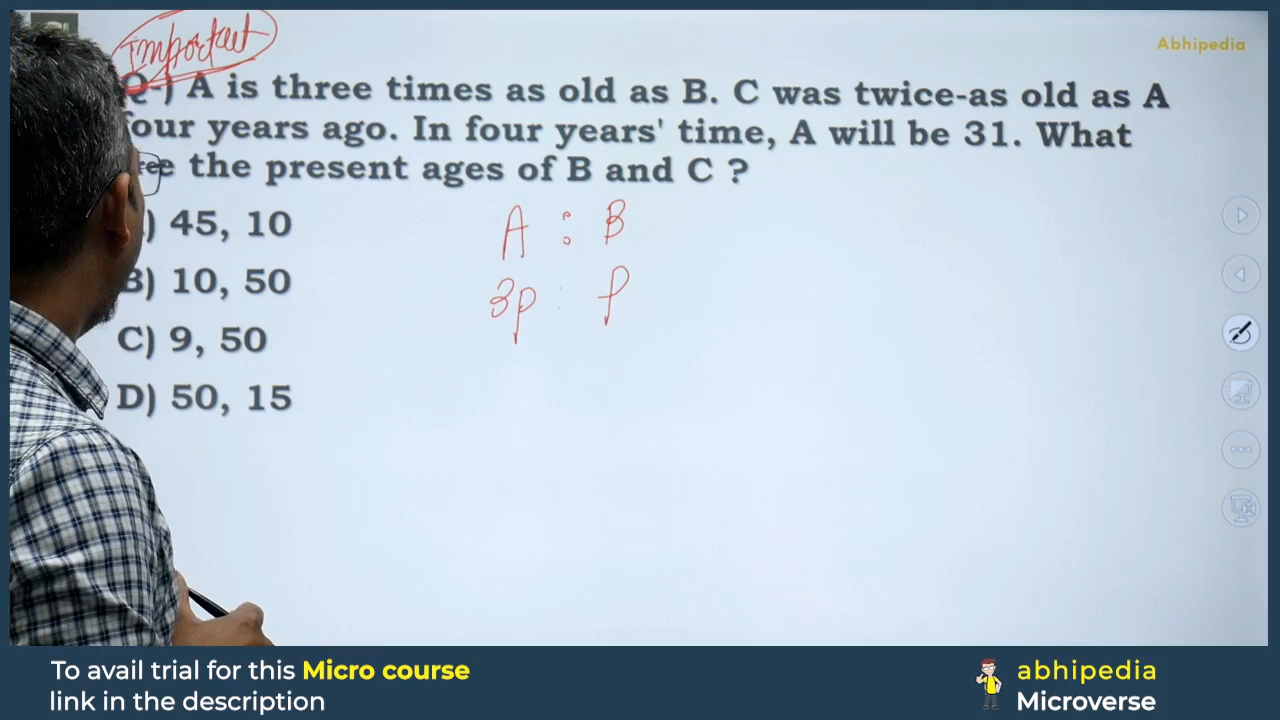 Important
Abhipedia
Q-) A is three times as old as B. C was twice-as old as A
four years ago. In four years' time, A will be 31. What
the present ages of B and C ?
) 45, 10
B) 10, 50
C) 9, 50
D) 50, 15
A : B
3p : p
To avail trial for this Micro course
link in the description
abhipedia
Microverse